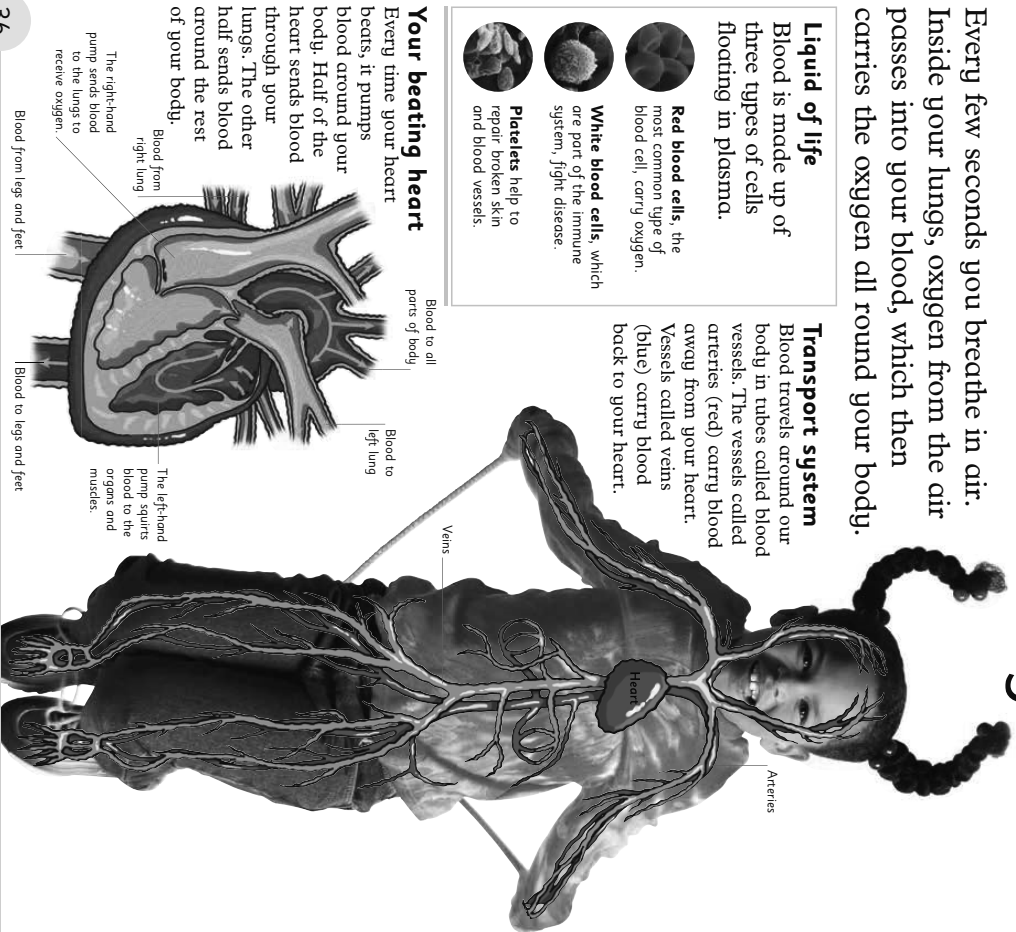 Every few seconds you breathe in air.
Inside your lungs, oxygen from the air
passes into your blood, which then
carries the oxygen all round your body.
Liquid of life
Blood is made up of
three types of cells
floating in plasma.
Red blood cells, the
most common type of
blood cell, carry oxygen.
White blood cells, which
are part of the immune
system, fight disease.
Platelets help to
repair broken skin
and blood vessels.
Transport system
Blood travels around our
body in tubes called blood
vessels. The vessels called
arteries (red) carry blood
away from your heart.
Vessels called veins
(blue) carry blood
back to your heart.
Your beating heart
Every time your heart
beats, it pumps
blood around your
body. Half of the
heart sends blood
through your
lungs. The other
half sends blood
around the rest
of your body.
Blood to all
parts of body
Blood to
left lung
Blood from
right lung
The right-hand
pump sends blood
to the lungs to
receive oxygen.
The left-hand
pump squirts
blood to the
organs and
muscles.
Blood from legs and feet
Blood to legs and feet
Heart
Arteries
Veins
36